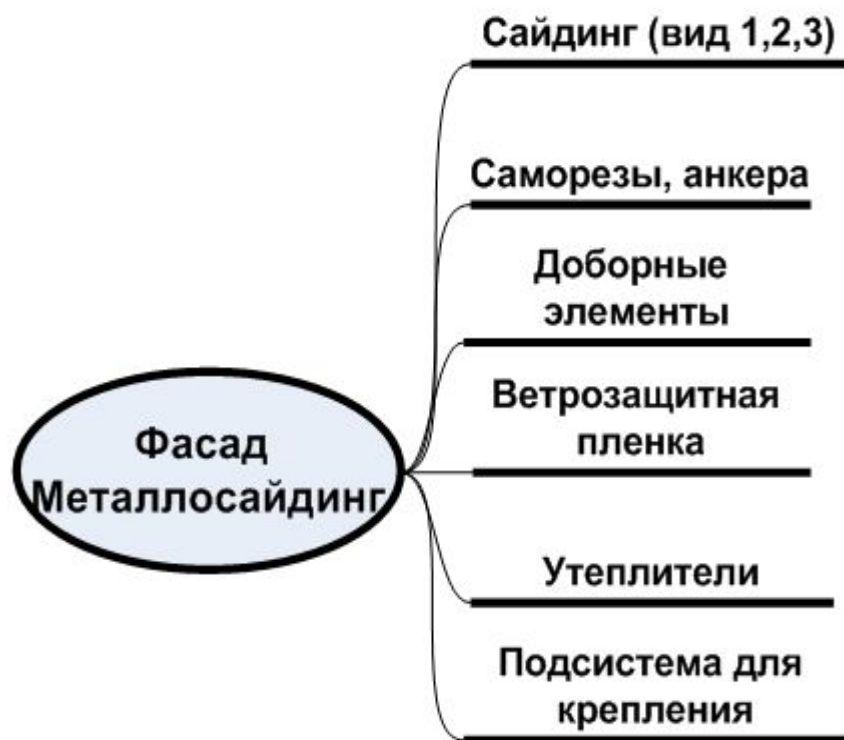 Сайдинг (вид 1,2,3)
Саморезы, анкера
Доборные
элементы
Ветрозащитная
пленка
Фасад
Металлосайдинг
Утеплители
Подсистема для
крепления